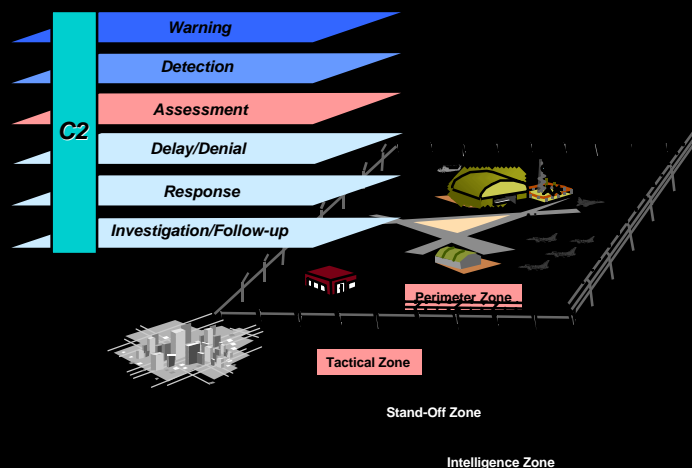 Warning
Detection
Assessment
C2
Delay/Denial
Response
Investigation/Follow-up
Perimeter Zone
Tactical Zone
Stand-Off Zone
Intelligence Zone